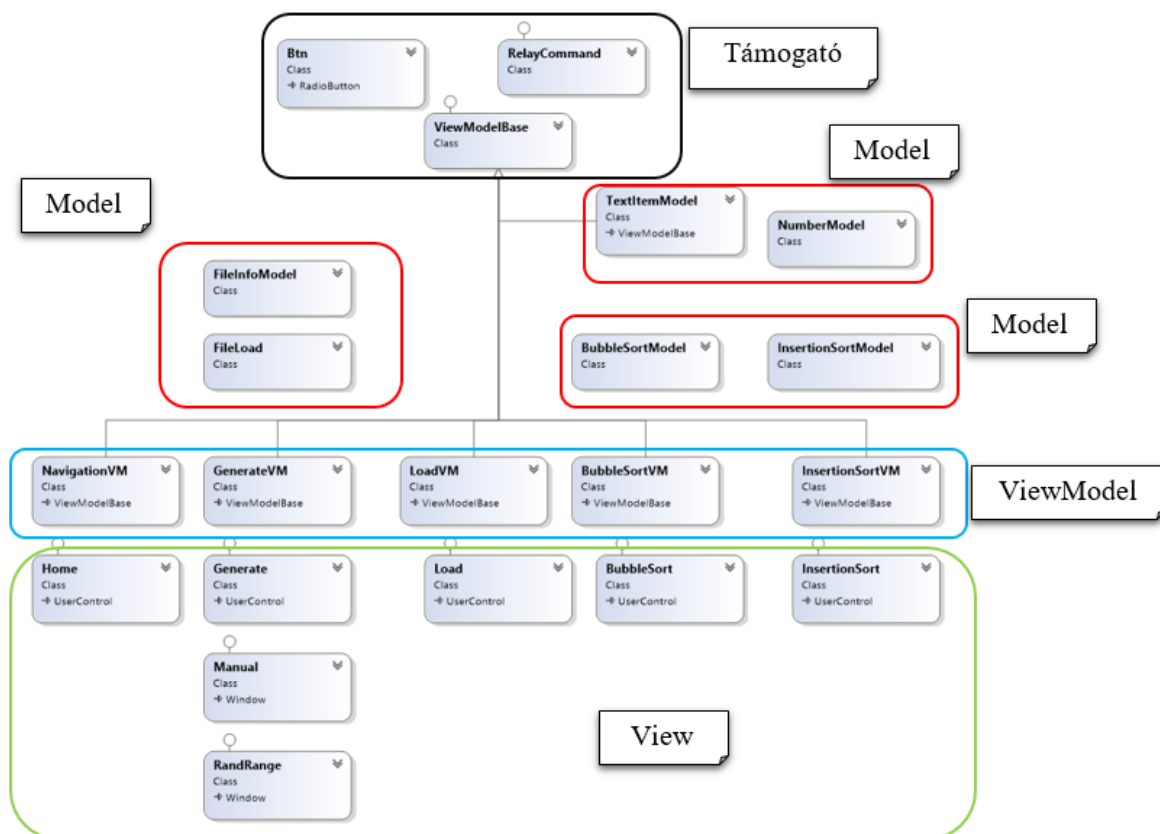 Btn
Class
RadioButton
RelayCommand
Class
Támogató
ViewModelBase
Class
Model
Model
TextItemModel
Class
ViewModelBase
NumberModel
Class
FileInfoModel
Class
FileLoad
Class
Model
BubbleSortModel
Class
InsertionSortModel
Class
NavigationVM
Class
ViewModelBase
GenerateVM
Class
ViewModelBase
LoadVM
Class
ViewModelBase
BubbleSortVM
Class
ViewModelBase
InsertionSortVM
Class
ViewModelBase
ViewModel
Home
Class
UserControl
Generate
Class
UserControl
Load
Class
UserControl
BubbleSort
Class
UserControl
InsertionSort
Class
UserControl
Manual
Class
Window
View
RandRange
Class
Window